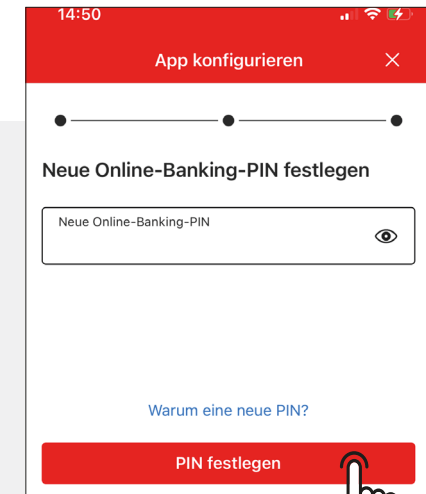 14:50
App konfigurieren
Neue Online-Banking-PIN festlegen
Neue Online-Banking-PIN
Warum eine neue PIN?
PIN festlegen